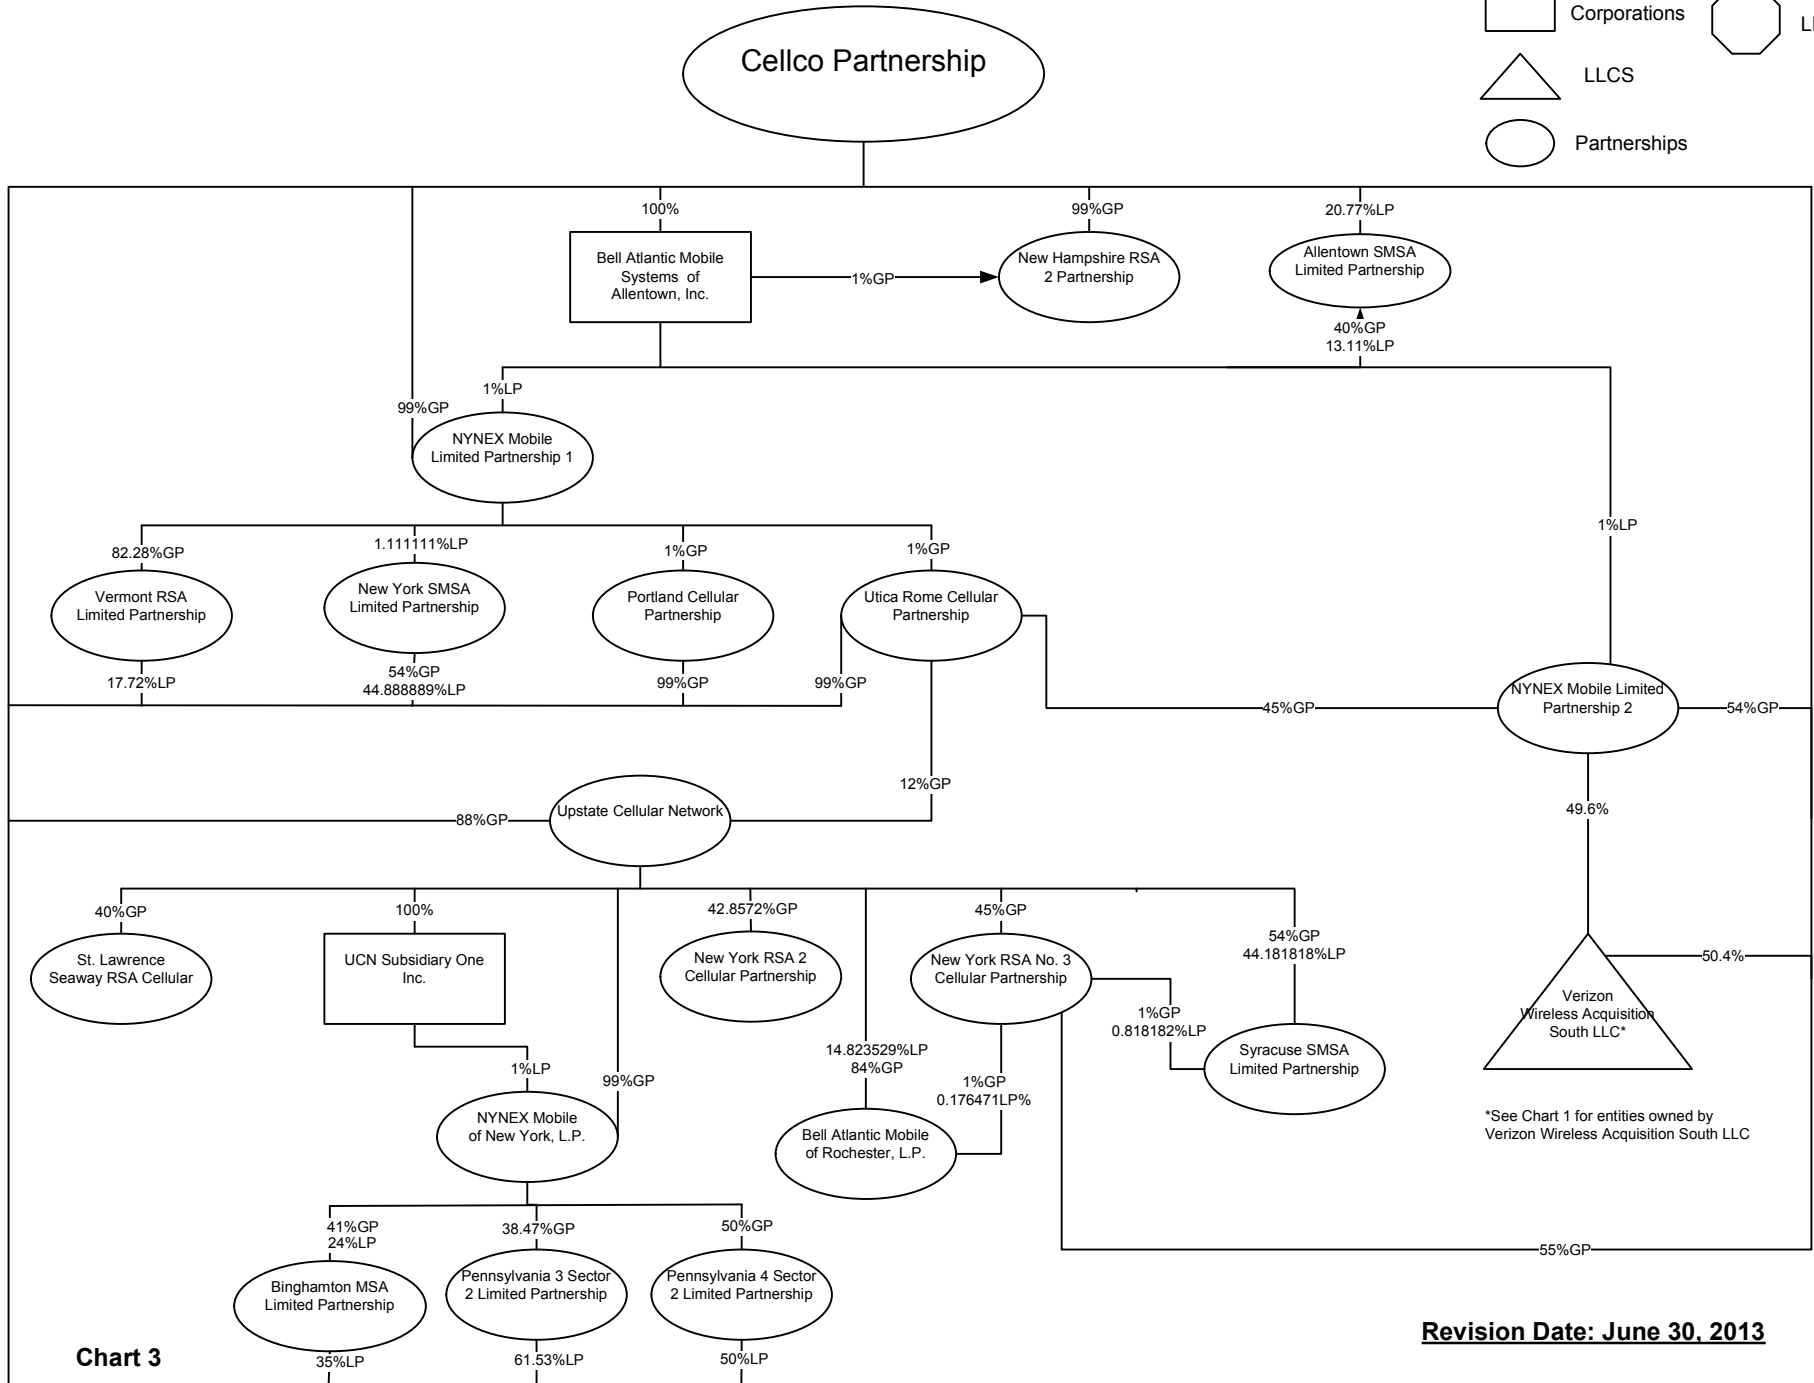 Corporations
LI
Cellco Partnership
LLCS
Partnerships
100%
99%GP
20.77%LP
Bell Atlantic Mobile
Systems of
Allentown, Inc.
1%GP
New Hampshire RSA
2 Partnership
Allentown SMSA
Limited Partnership
40%GP
13.11%LP
1%LP
99%GP
NYNEX Mobile
Limited Partnership 1
1%LP
82.28%GP
1.111111%LP
1%GP
1%GP
Vermont RSA
Limited Partnership
New York SMSA
Limited Partnership
Portland Cellular
Partnership
Utica Rome Cellular
Partnership
17.72%LP
54%GP
44.888889%LP
99%GP
99%GP
45%GP
NYNEX Mobile Limited
Partnership 2
54%GP
12%GP
88%GP
Upstate Cellular Network
49.6%
40%GP
100%
42.8572%GP
45%GP
54%GP
44.181818%LP
St. Lawrence
Seaway RSA Cellular
UCN Subsidiary One
Inc.
New York RSA 2
Cellular Partnership
New York RSA No. 3
Cellular Partnership
50.4%
Verizon
Wireless Acquisition
South LLC*
1%GP
0.818182%LP
Syracuse SMSA
Limited Partnership
14.823529%LP
84%GP
1%LP
99%GP
1%GP
0.176471LP%
NYNEX Mobile
of New York, L.P.
Bell Atlantic Mobile
of Rochester, L.P.
*See Chart 1 for entities owned by
Verizon Wireless Acquisition South LLC
41%GP
24%LP
38.47%GP
50%GP
55%GP
Binghamton MSA
Limited Partnership
Pennsylvania 3 Sector
2 Limited Partnership
Pennsylvania 4 Sector
2 Limited Partnership
Revision Date: June 30, 2013
Chart 3
35%LP
61.53%LP
50%LP